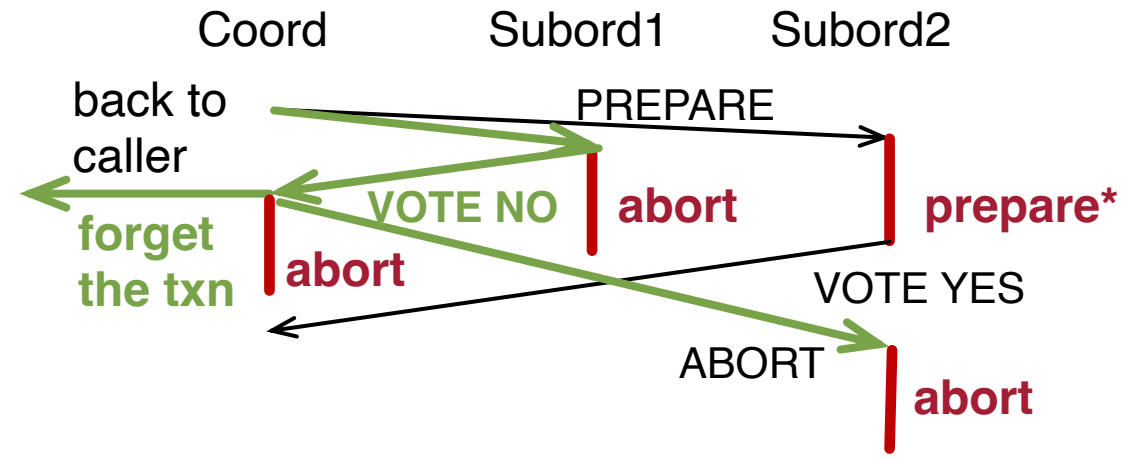 Coord Subord1 Subord2
back to
caller
PREPARE
VOTE NO
abort
prepare*
forget
the txn
abort
VOTE YES
ABORT
abort